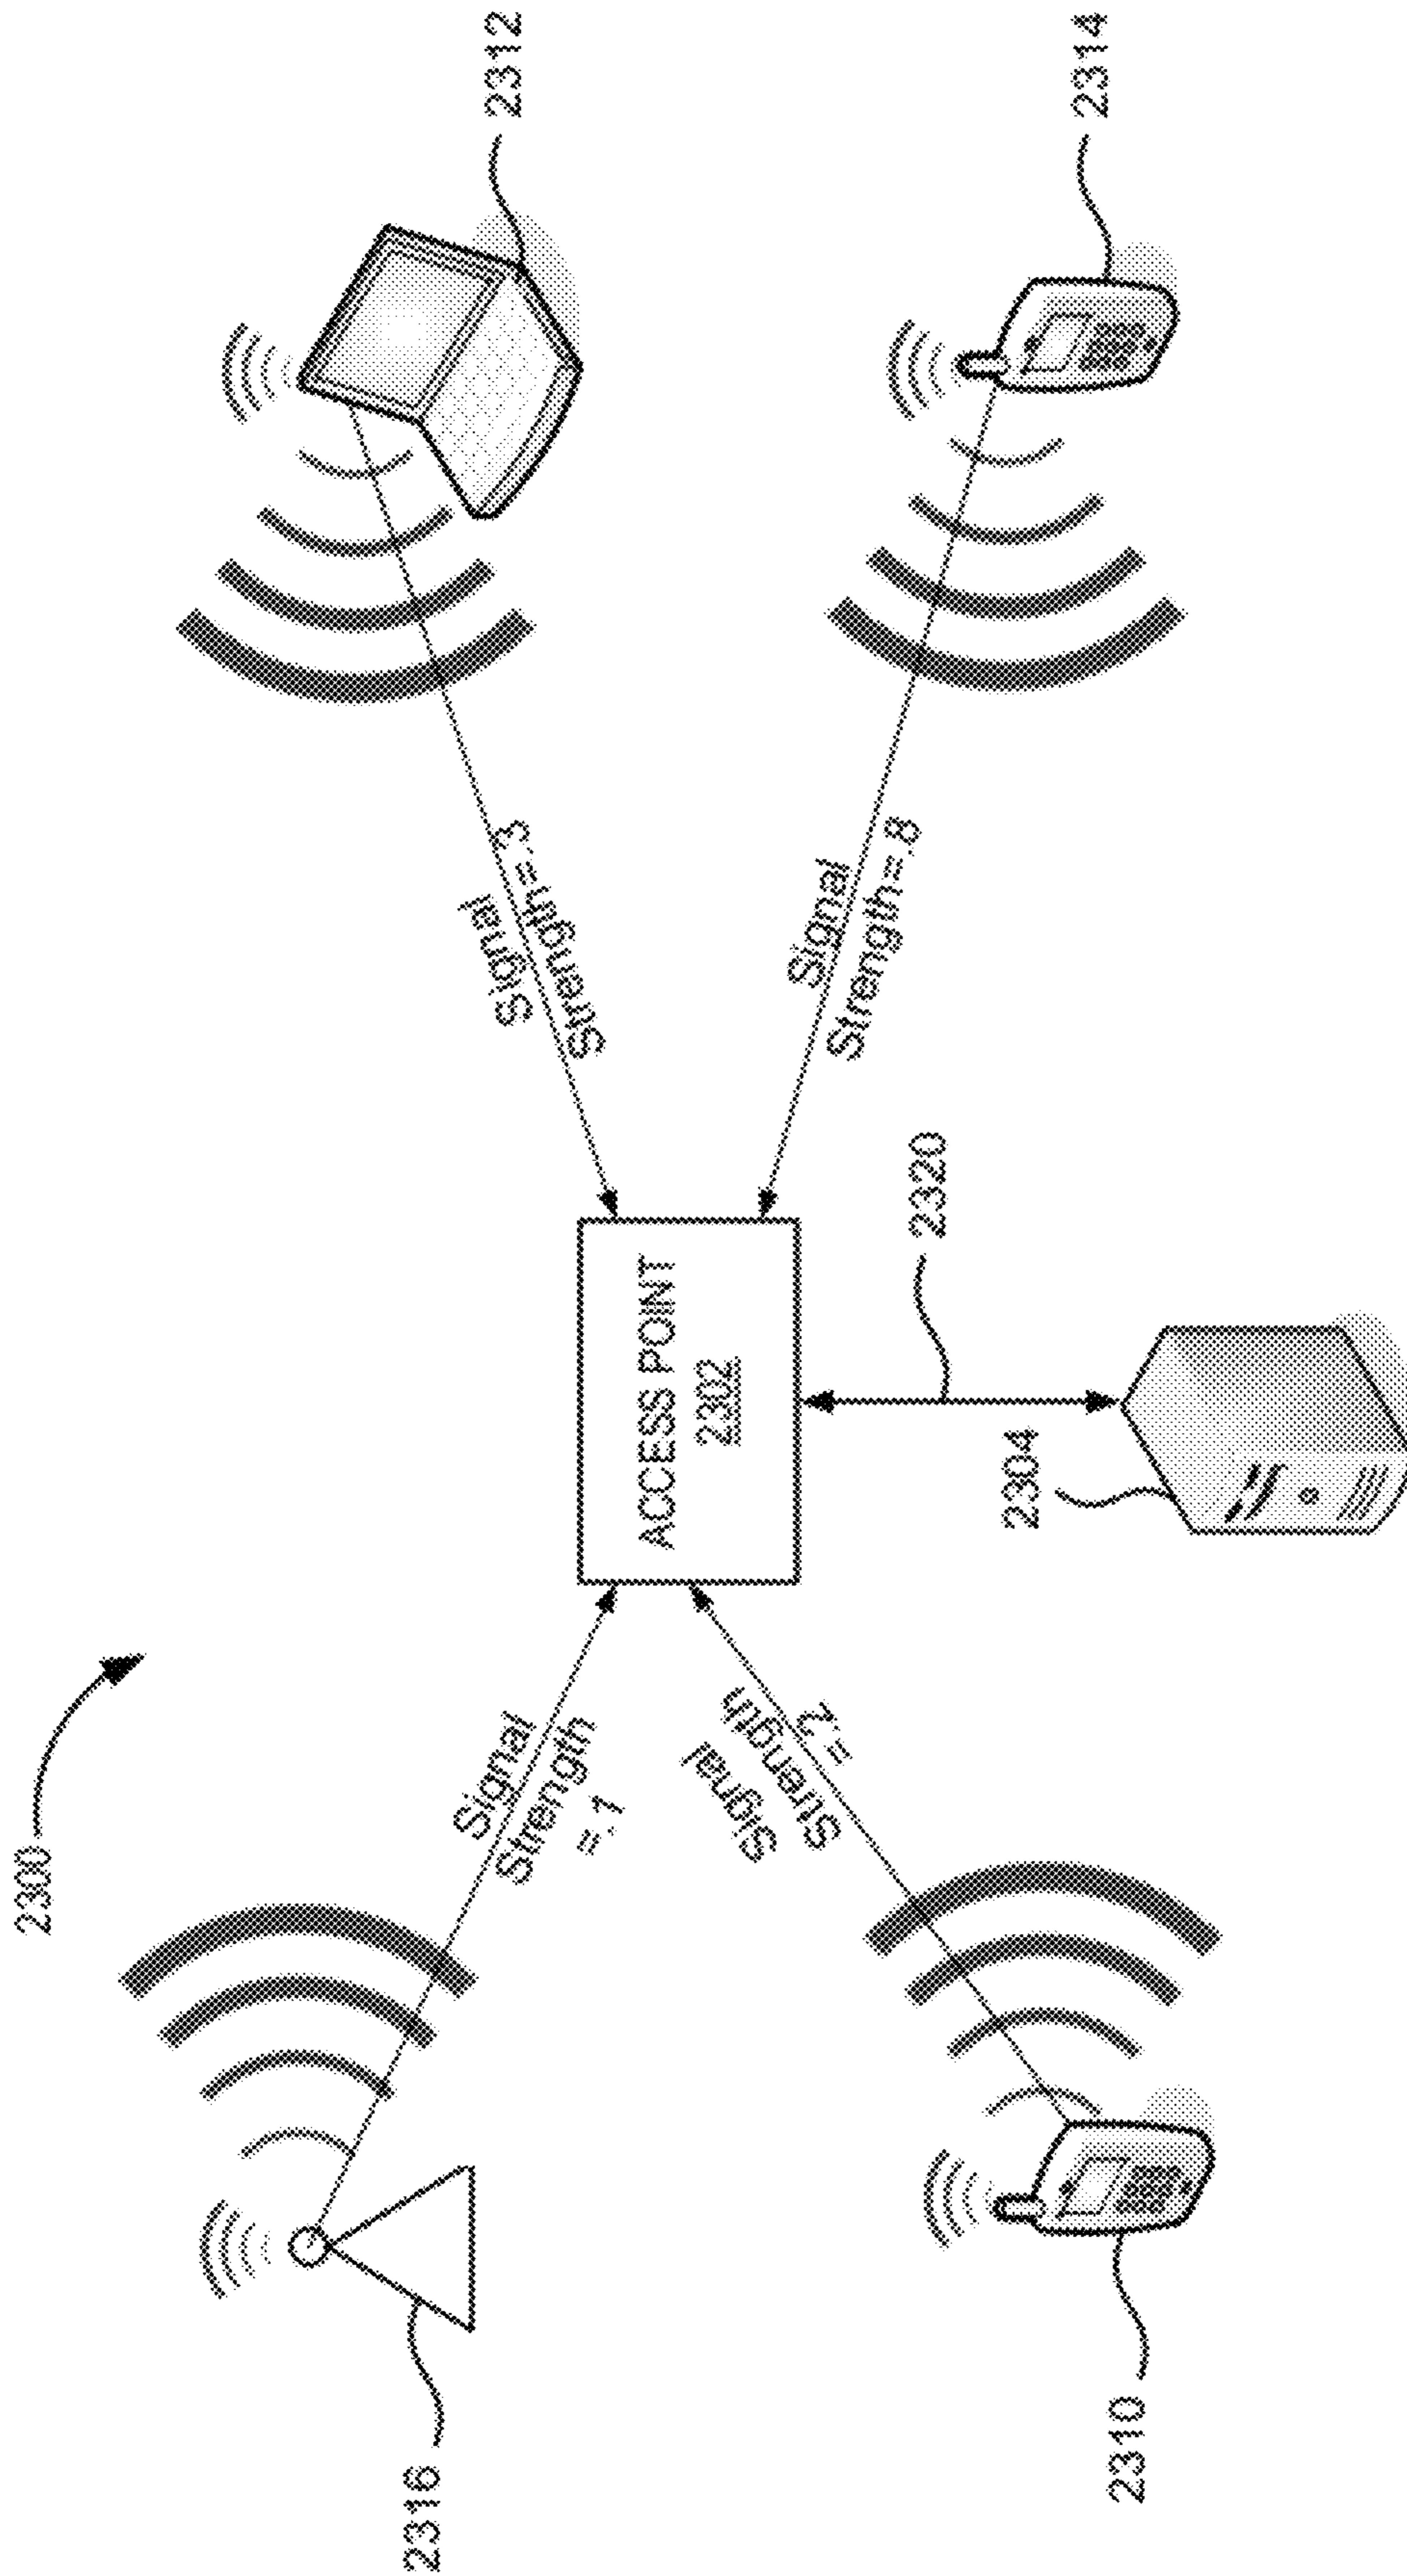 2300
2316
2312
Signal
Strength
=.1
Signal
Strength=.3
ACCESS POINT
2302
Signal
Strength
=.2
Signal
Strength=.8
2310
2304
2320
2314